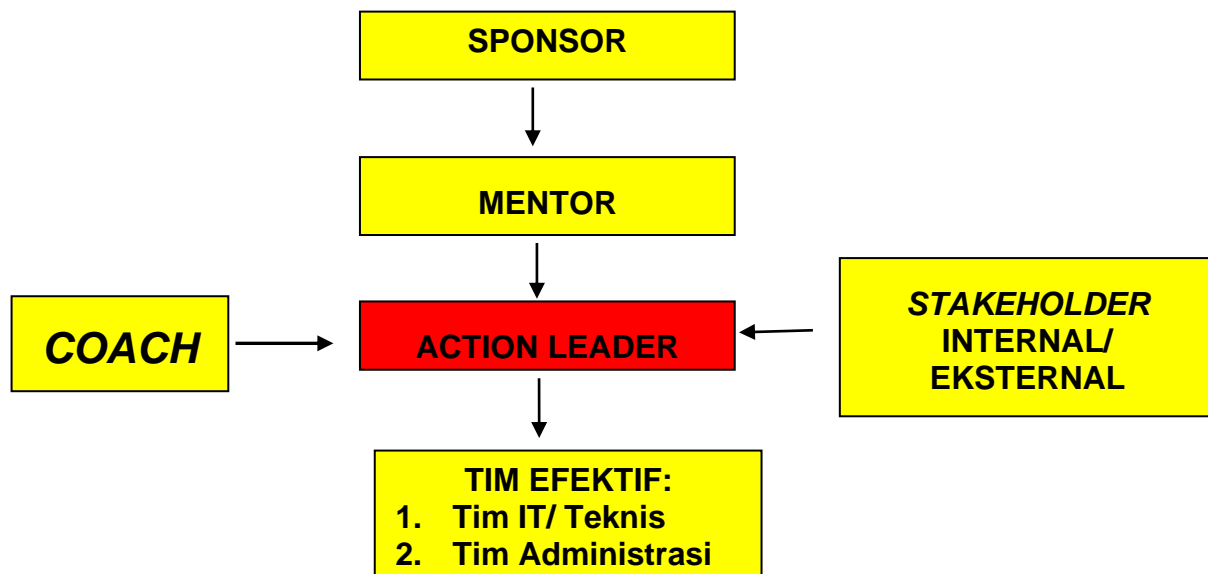 SPONSOR
MENTOR
COACH
ACTION LEADER
STAKEHOLDER
INTERNAL/
EKSTERNAL
TIM EFEKTIF:
1. Tim IT/ Teknis
2. Tim Administrasi